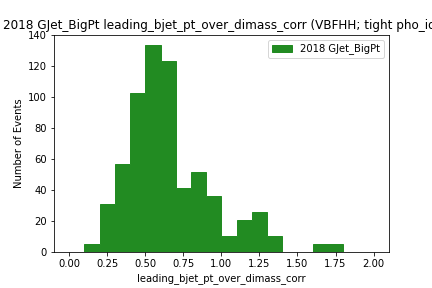 2018 GJet_BigPt leading_bjet_pt_over_dimass_corr (VBFHH; tight pho_ic
2018 GJet_BigPt
Number of Events
140
120
100
80
60
40
20
0
0.00 0.25 0.50 0.75 1.00 1.25 1.50 1.75 2.00
leading_bjet_pt_over_dimass_corr